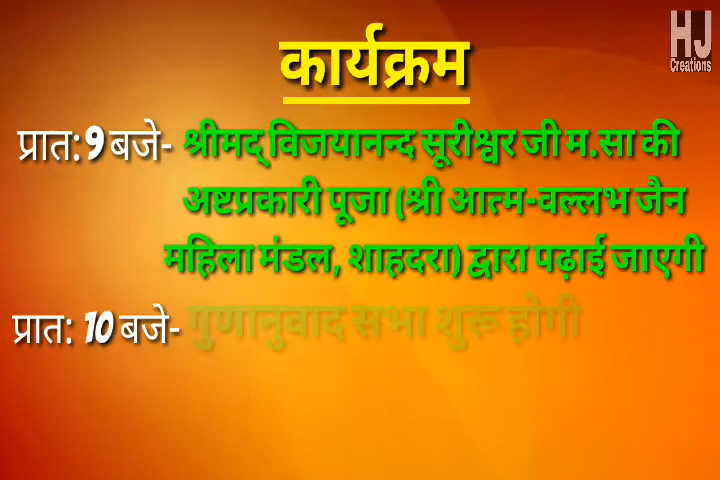 HJ
Creations
कार्यक्रम
प्रात: 9 बजे- श्रीमद् विजयानन्द सूरीश्वर जी म.सा की
अष्टप्रकारी पूजा (श्री आत्म-वल्लभ जैन
महिला मंडल, शाहदरा) द्वारा पढ़ाई जाएगी
प्रात: 10 बजे- गुणानुवाद सभा शुरू होगी